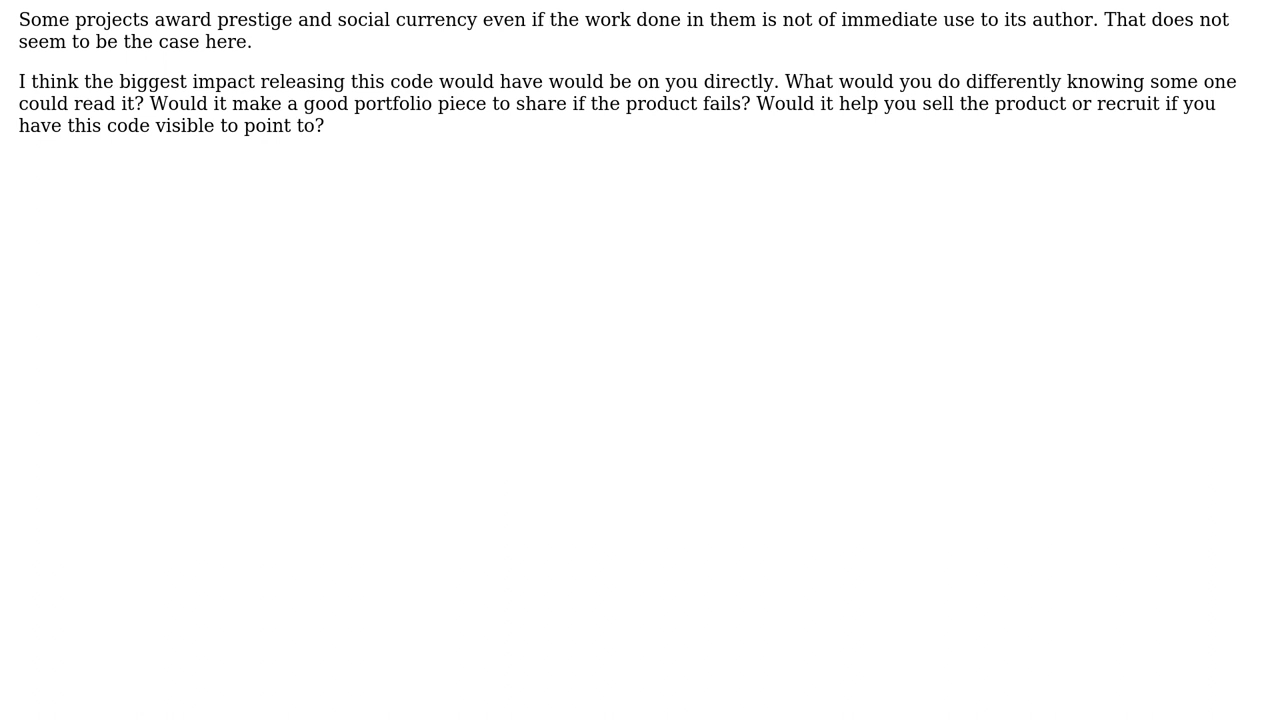 Some projects award prestige and social currency even if the work done in them is not of immediate use to its author. That does not
seem to be the case here.
I think the biggest impact releasing this code would have would be on you directly. What would you do differently knowing some one
could read it? Would it make a good portfolio piece to share if the product fails? Would it help you sell the product or recruit if you
have this code visible to point to?